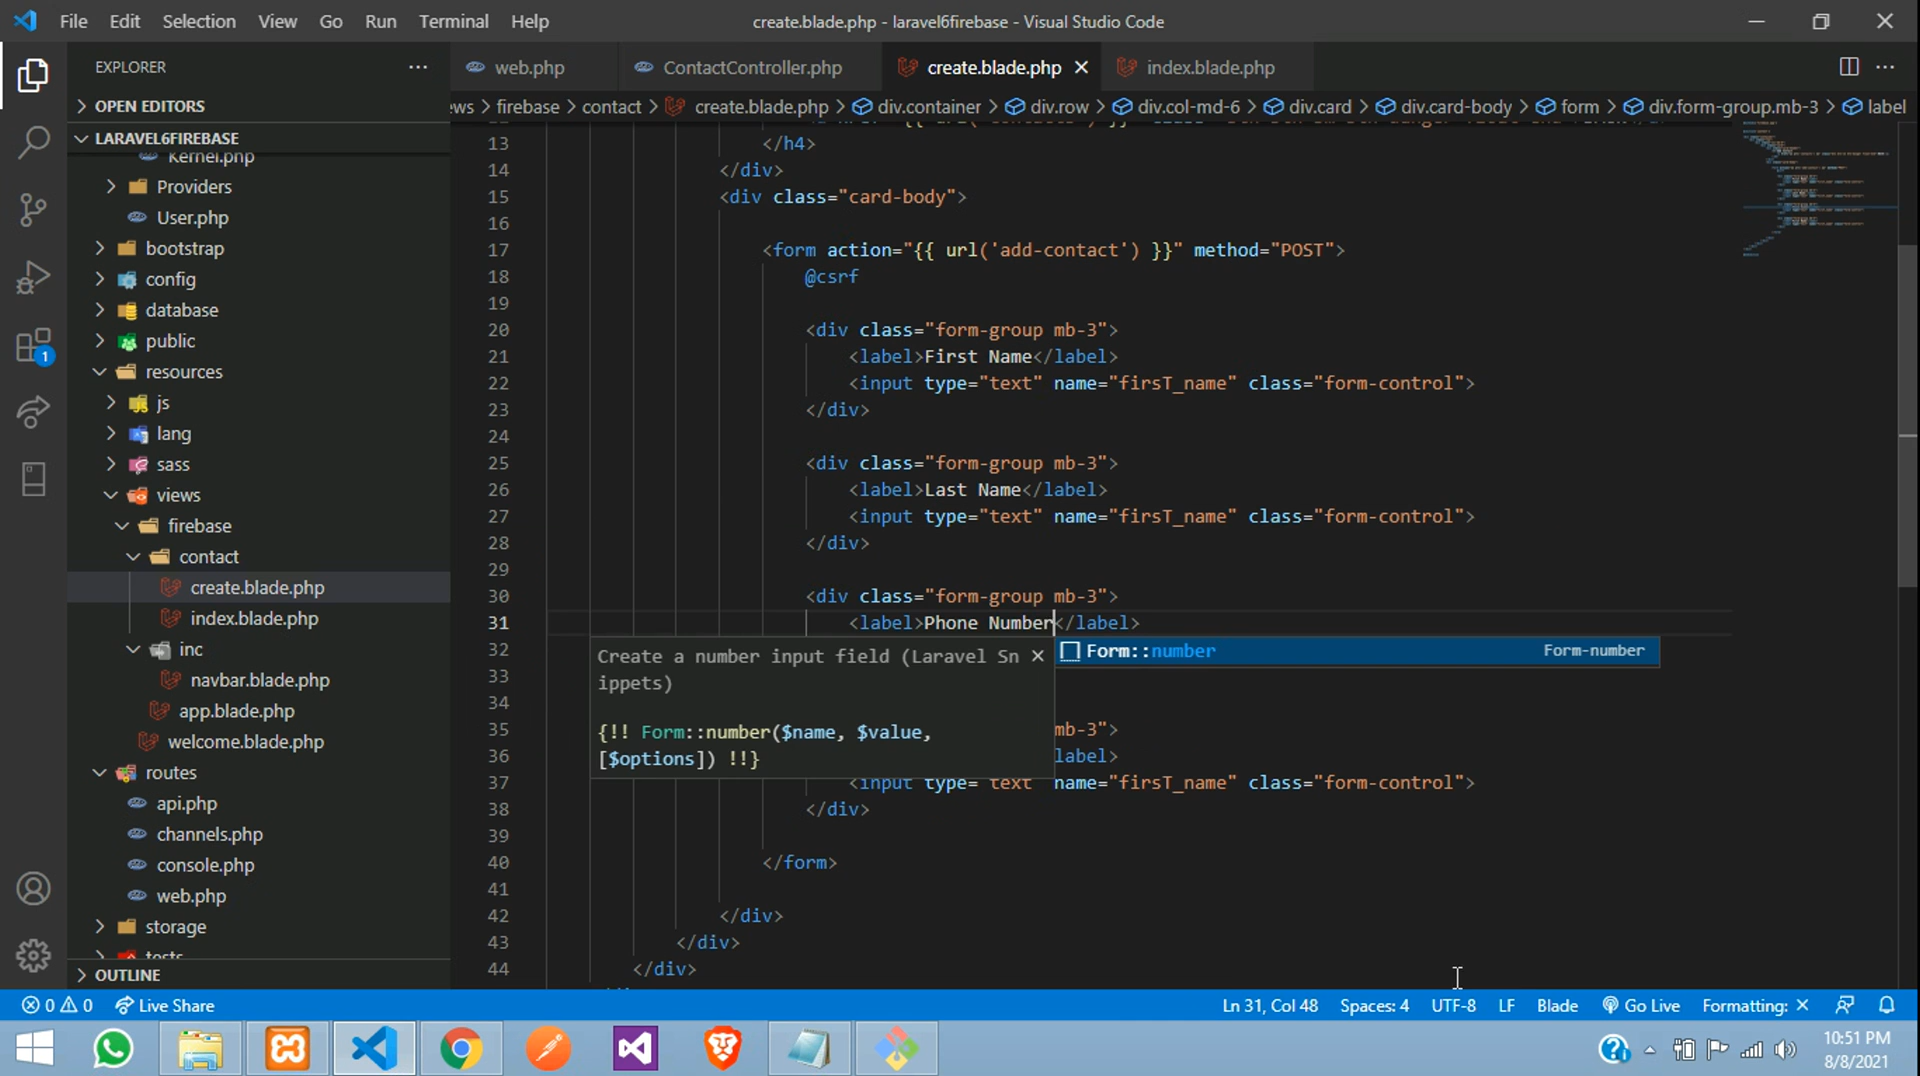 File Edit Selection View Go Run Terminal Help
create.blade.php - laravel6firebase - Visual Studio Code
EXPLORER
OPEN EDITORS
LARAVEL6FIREBASE
Kernel.php
Providers
User.php
bootstrap
config
database
public
resources
js
lang
sass
views
firebase
contact
create.blade.php
index.blade.php
inc
navbar.blade.php
app.blade.php
welcome.blade.php
routes
api.php
channels.php
console.php
web.php
storage
tests
OUTLINE
web.php ContactController.php create.blade.php index.blade.php
ews > firebase > contact > create.blade.php > div.container > div.row > div.col-md-6 > div.card > div.card-body > form > div.form-group.mb-3 > label
13 </h4>
14 </div>
15 <div class="card-body">
16
17 <form action="{{ url('add-contact') }}" method="POST">
18 @csrf
19
20 <div class="form-group mb-3">
21 <label>First Name</label>
22 <input type="text" name="firsT_name" class="form-control">
23 </div>
24
25 <div class="form-group mb-3">
26 <label>Last Name</label>
27 <input type="text" name="firsT_name" class="form-control">
28 </div>
29
30 <div class="form-group mb-3">
31 <label>Phone Number</label>
32
33
34
35 mb-3">
36 label>
37 <input type= text name="firsT_name" class="form-control">
38 </div>
39
40 </form>
41
42 </div>
43 </div>
44 </div>
Create a number input field (Laravel Sn
ippets)
{!! Form::number($name, $value,
[$options]) !!}
Form::number Form-number
0 0 Live Share
Ln 31, Col 48 Spaces: 4 UTF-8 LF Blade Go Live Formatting: ×
1
10:51 PM
8/8/2021